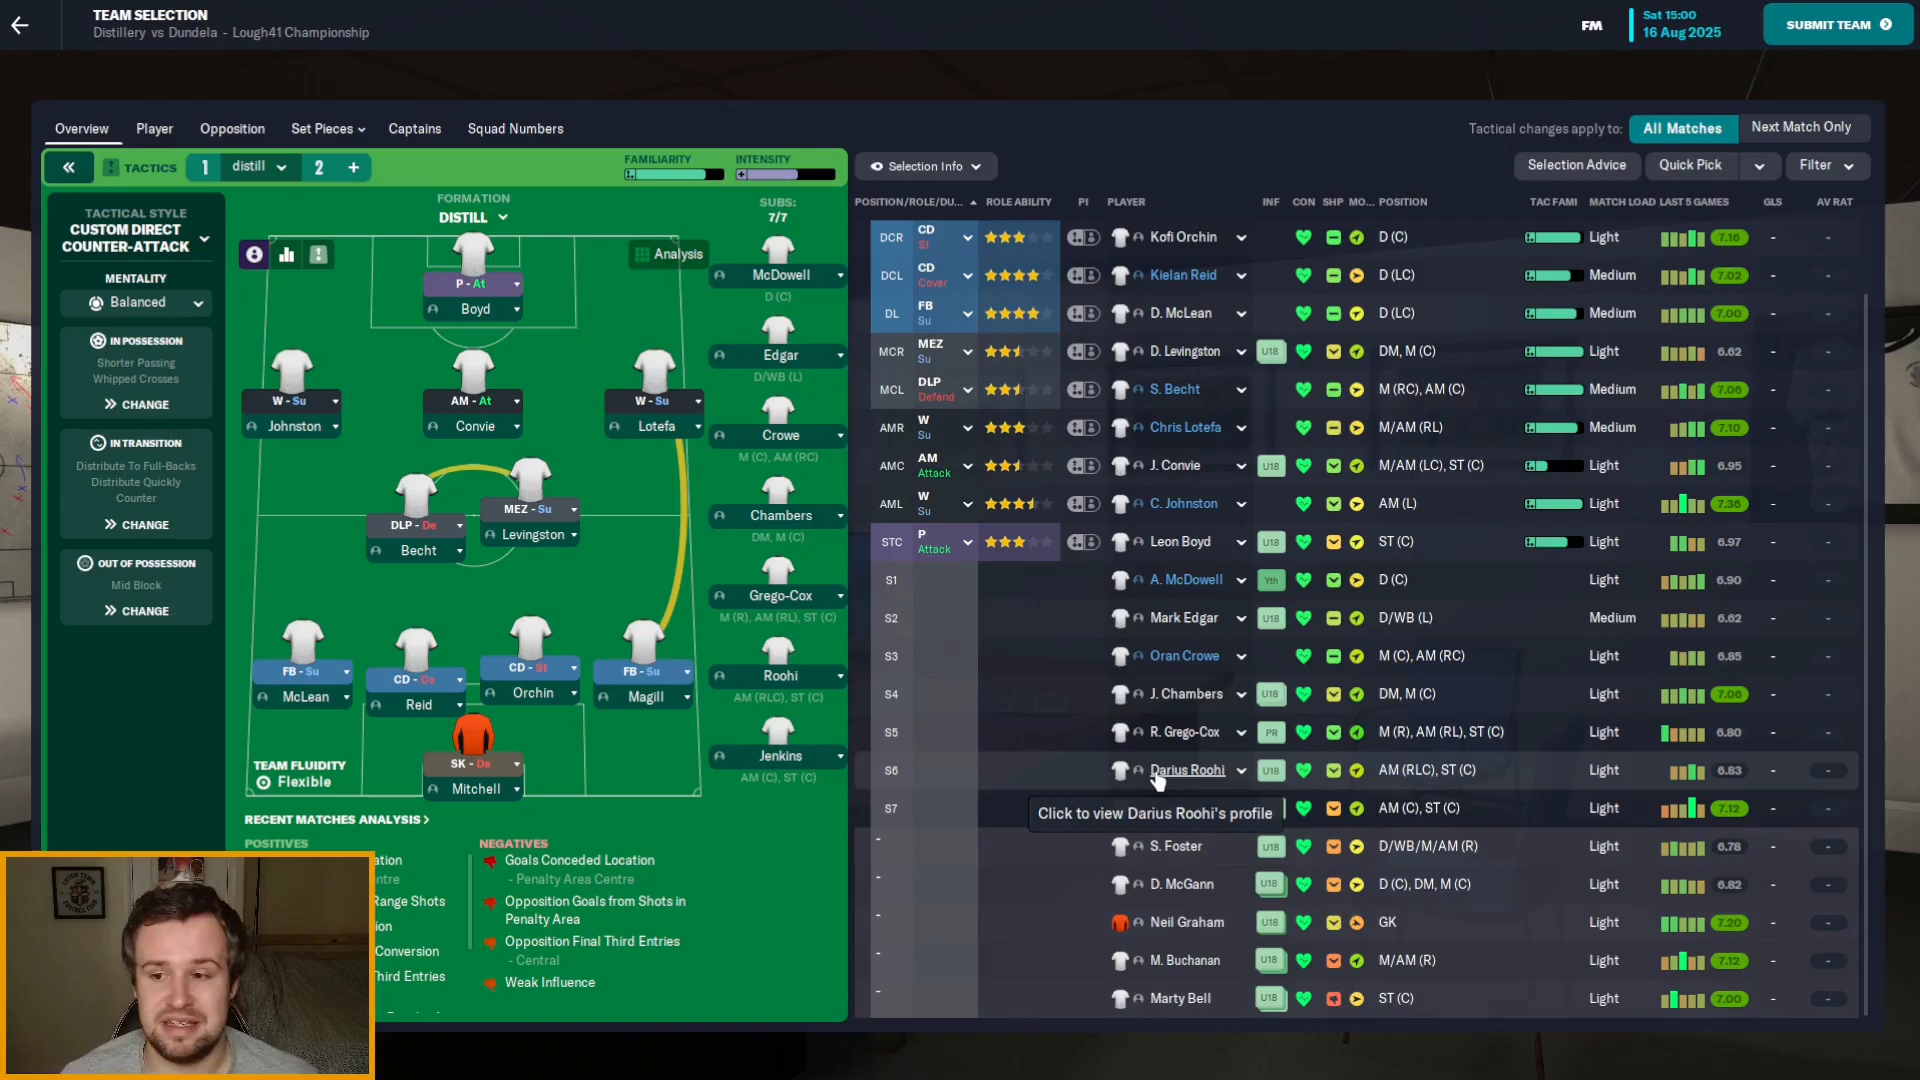 TEAM SELECTION
Distillery vs Dundela - Lough41 Championship
FM
Sat 15:00
16 Aug 2025
SUBMIT TEAM
Overview
Player
Opposition
Set Pieces
Captains
Squad Numbers
Tactical changes apply to:
All Matches
Next Match Only
TACTICS
1
distill
2
+
FAMILIARITY
INTENSITY
Selection Info
Selection Advice
Quick Pick
Filter
TACTICAL STYLE
CUSTOM DIRECT
COUNTER-ATTACK
MENTALITY
Balanced
IN POSSESSION
Shorter Passing
Whipped Crosses
CHANGE
IN TRANSITION
Distribute To Full-Backs
Distribute Quickly
Counter
CHANGE
OUT OF POSSESSION
Mid Block
CHANGE
FORMATION
DISTILL
Analysis
P - At
Boyd
W - Su
Johnston
AM - At
Convie
W - Su
Lotefa
DLP - De
Becht
MEZ - Su
Levingston
FB - Su
McLean
CD - Co
Reid
CD - St
Orchin
FB - Su
Magill
SK - De
Mitchell
TEAM FLUIDITY
Flexible
SUBS:
7/7
McDowell
D (C)
Edgar
D/WB (L)
Crowe
M (C), AM (RC)
Chambers
DM, M (C)
Grego-Cox
M (R), AM (RL), ST (C)
Roohi
AM (RLC), ST (C)
Jenkins
AM (C), ST (C)
RECENT MATCHES ANALYSIS >
POSITIVES
ation
ntre
Range Shots
ion
Conversion
Third Entries
NEGATIVES
Goals Conceded Location
- Penalty Area Centre
Opposition Goals from Shots in
Penalty Area
Opposition Final Third Entries
- Central
Weak Influence
POSITION/ROLE/DU... ROLE ABILITY PI PLAYER INF CON SHP MO... POSITION TAC FAMI MATCH LOAD LAST 5 GAMES GLS AV RAT
DCR CD St Kofi Orchin D (C) Light 7.16 - -
DCL CD Cover Kielan Reid D (LC) Medium 7.02 - -
DL FB Su D. McLean D (LC) Medium 7.00 - -
MCR MEZ Su D. Levingston U18 DM, M (C) Light 6.62 - -
MCL DLP Defend S. Becht M (RC), AM (C) Medium 7.06 - -
AMR W Su Chris Lotefa M/AM (RL) Medium 7.10 - -
AMC AM Attack J. Convie U18 M/AM (LC), ST (C) Light 6.95 - -
AML W Su C. Johnston AM (L) Light 7.36 - -
STC P Attack Leon Boyd U18 ST (C) Light 6.97 - -
S1 A. McDowell Yth D (C) Light 6.90 - -
S2 Mark Edgar U18 D/WB (L) Medium 6.62 - -
S3 Oran Crowe M (C), AM (RC) Light 6.85 - -
S4 J. Chambers U18 DM, M (C) Light 7.06 - -
S5 R. Grego-Cox PR M (R), AM (RL), ST (C) Light 6.80 - -
S6 Darius Roohi U18 AM (RLC), ST (C) Light 6.83 - -
S7 AM (C), ST (C) Light 7.12 - -
Click to view Darius Roohi's profile
- S. Foster U18 D/WB/M/AM (R) Light 6.78 - -
- D. McGann U18 D (C), DM, M (C) Light 6.82 - -
- Neil Graham U18 GK Light 7.20 - -
- M. Buchanan U18 M/AM (R) Light 7.12 - -
- Marty Bell U18 ST (C) Light 7.00 - -